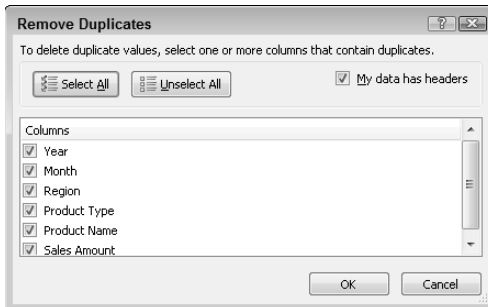 Remove Duplicates
To delete duplicate values, select one or more columns that contain duplicates.
Select All
Unselect All
My data has headers
Columns
Year
Month
Region
Product Type
Product Name
Sales Amount
OK
Cancel